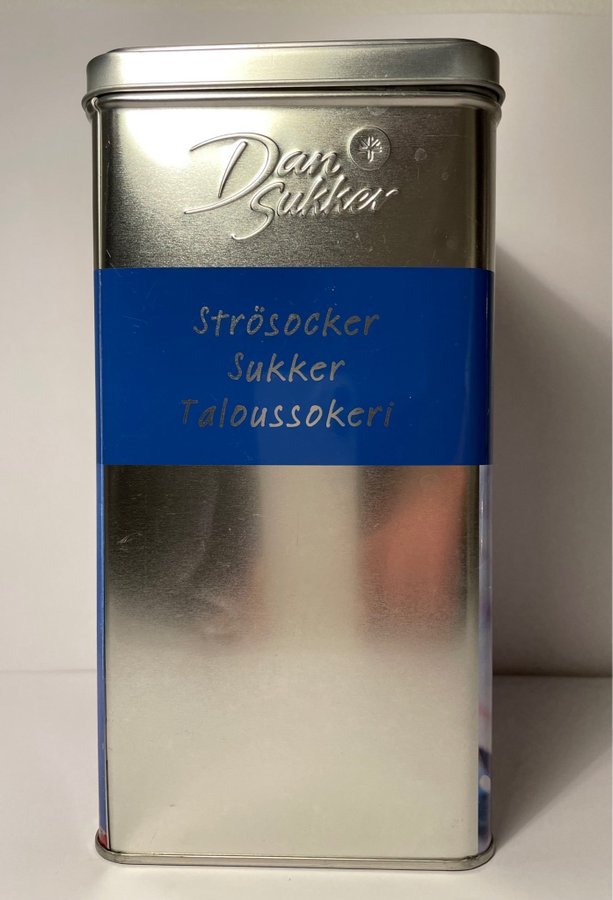 Dan
Sukker
Strösocker
Sukker
Taloussokeri